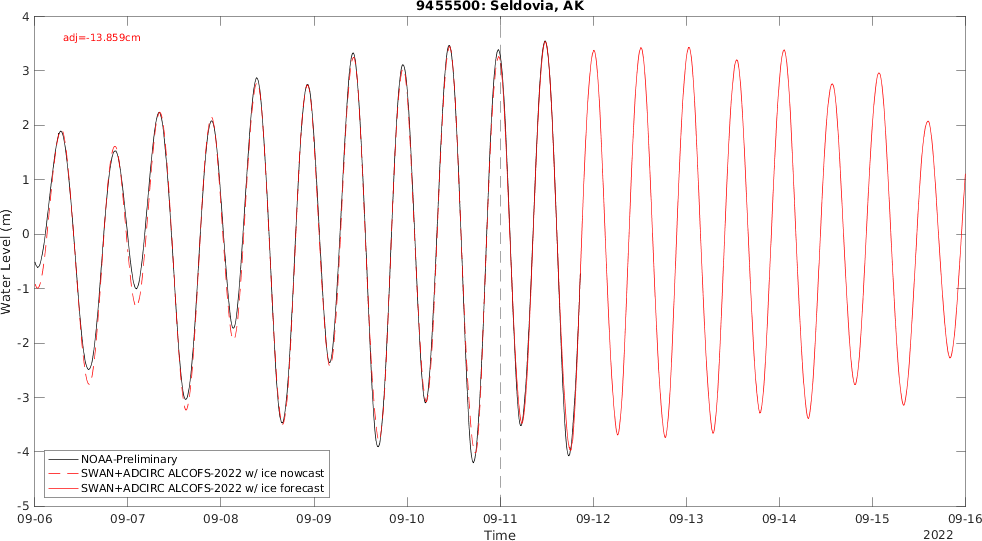 9455500: Seldovia, AK
adj=-13.859cm
4
3
2
1
0
-1
-2
-3
-4
-5
Water Level (m)
NOAA-Preliminary
SWAN+ADCIRC ALCOFS-2022 w/ ice nowcast
SWAN+ADCIRC ALCOFS-2022 w/ ice forecast
09-06 09-07 09-08 09-09 09-10 09-11 09-12 09-13 09-14 09-15 09-16
Time
2022